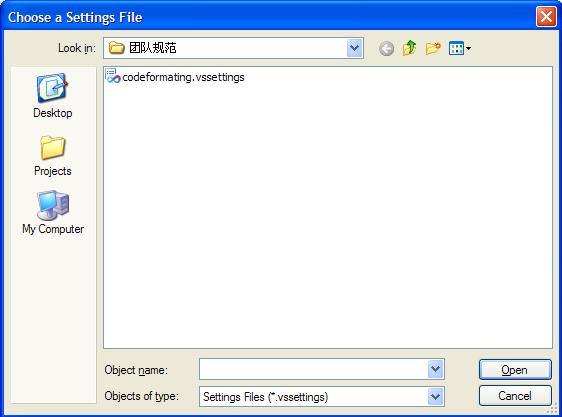 Choose a Settings File
Look in: 团队规范
codeformating.vssettings
Desktop
Projects
My Computer
Object name:
Open
Objects of type: Settings Files (*.vssettings)
Cancel